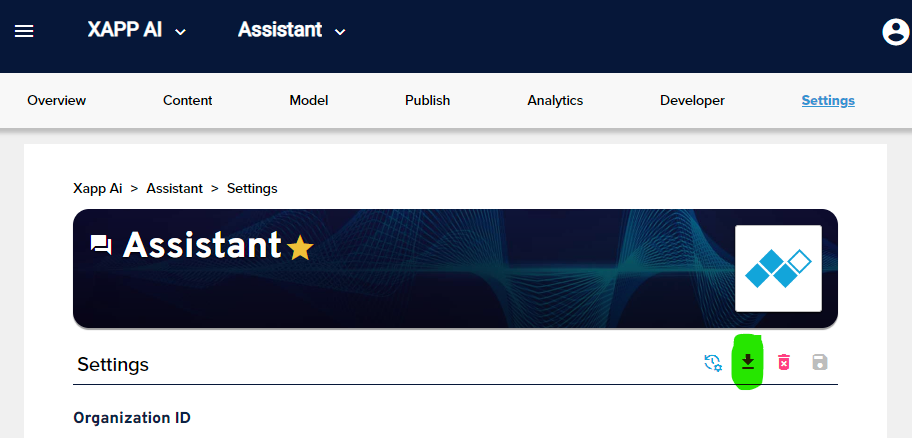 XAPP AI Assistant
Overview Content Model Publish Analytics Developer Settings
Xapp Ai > Assistant > Settings
Assistant
Settings
Organization ID